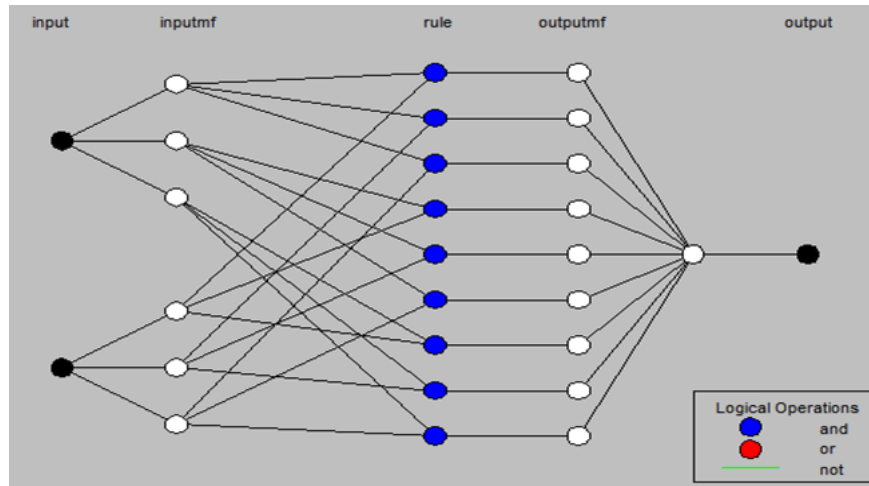 input inputmf rule outputmf output
Logical Operations
and
or
not